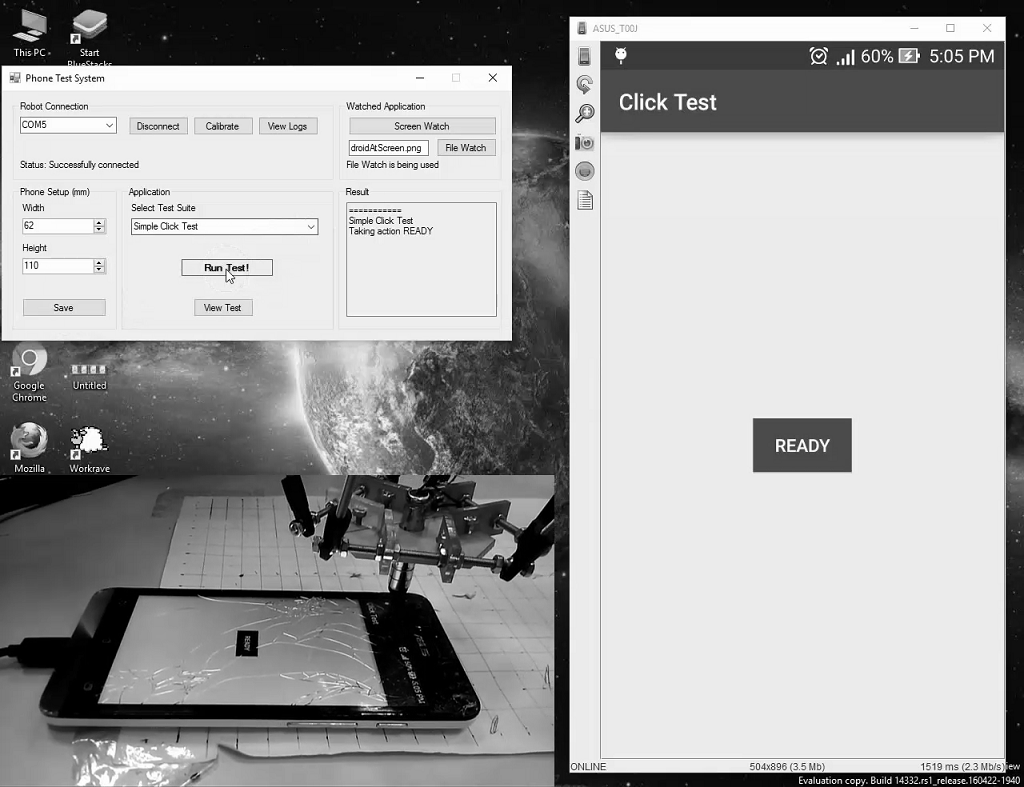 This PC
Start
BlueStacks
Phone Test System
Robot Connection
COM5
Disconnect
Calibrate
View Logs
Status: Successfully connected
Watched Application
Screen Watch
droidAtScreen.png
File Watch
File Watch is being used
Phone Setup (mm)
Width
62
Height
110
Save
Application
Select Test Suite
Simple Click Test
Run Test!
View Test
Result
===========
Simple Click Test
Taking action READY
Google
Chrome
Untitled
Mozilla
Workrave
READY
Click Test
ASUS_T00J
60% 5:05 PM
Click Test
READY
ONLINE
504x896 (3.5 Mb)
1519 ms (2.3 Mb/s)
Evaluation copy. Build 14332.rs1_release.160422-1940